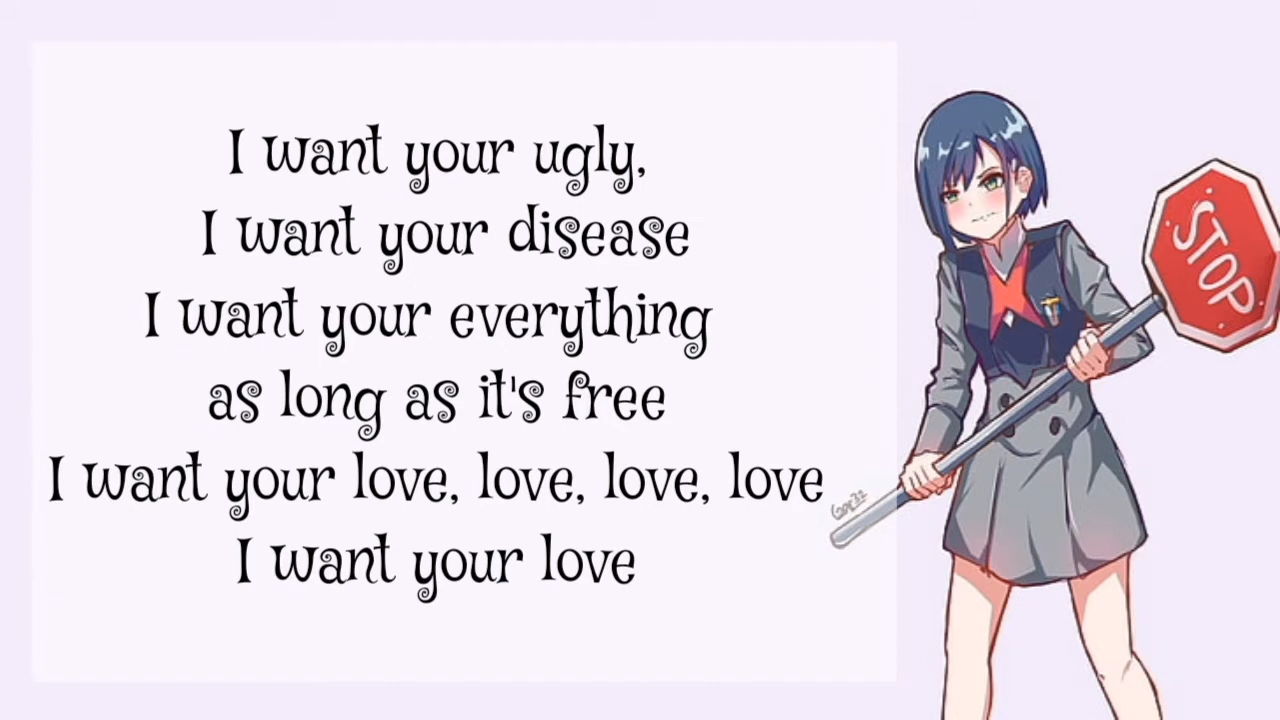 I want your ugly,
I want your disease
I want your everything
as long as it's free
I want your love, love, love, love
I want your love
STOP